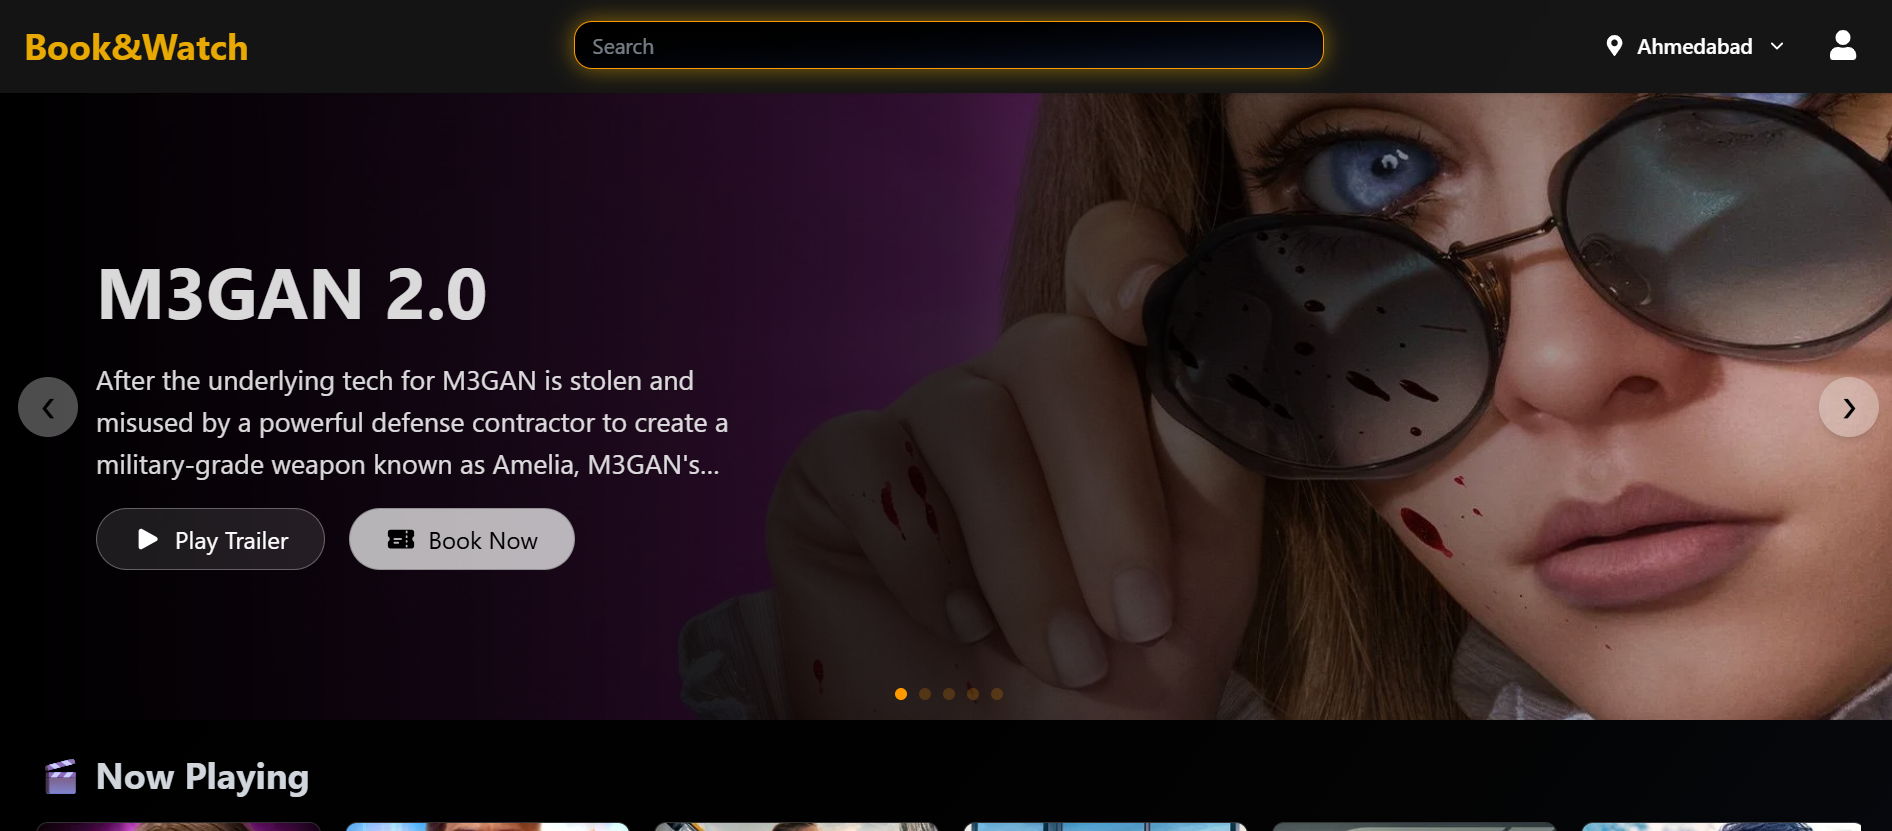 Book&Watch
Search
Ahmedabad
M3GAN 2.0
After the underlying tech for M3GAN is stolen and
misused by a powerful defense contractor to create a
military-grade weapon known as Amelia, M3GAN's...
Play Trailer
Book Now
Now Playing